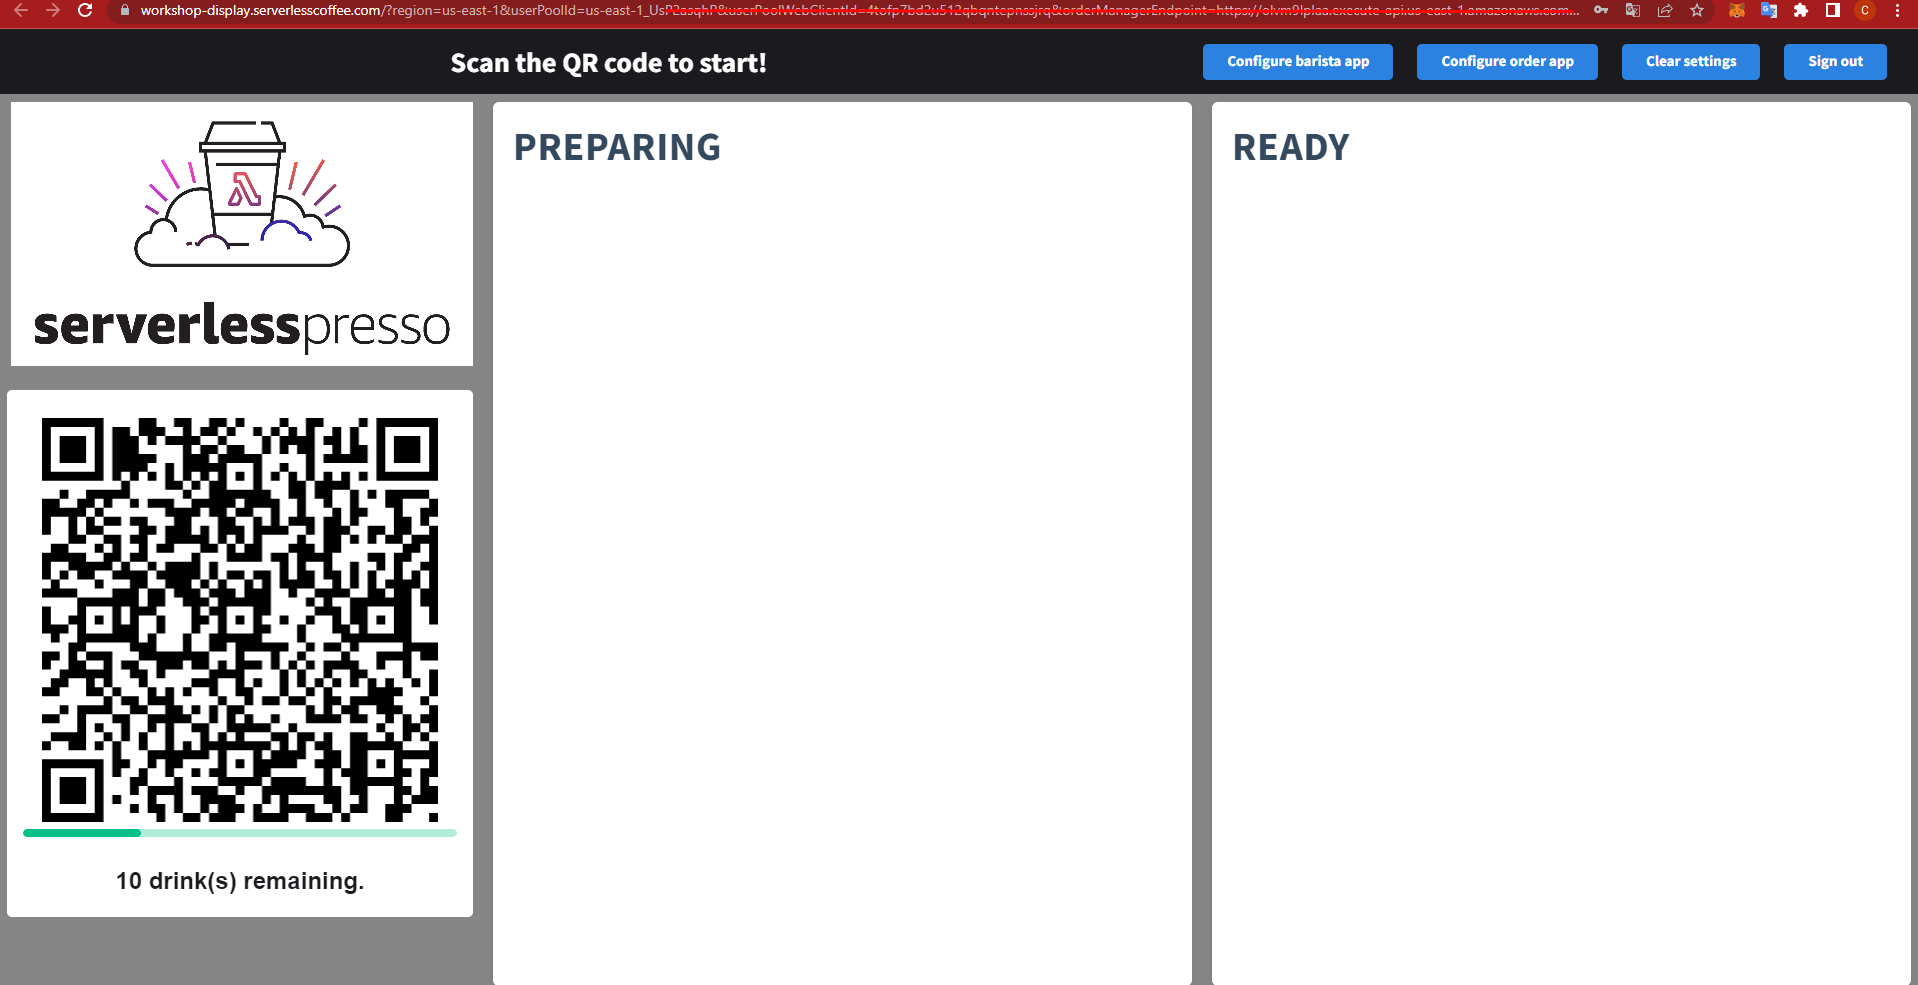 workshop-display.serverlesscoffee.com/?region=us-east-1&userPoolId=us-east-1_Us
C
Scan the QR code to start!
Configure barista app
Configure order app
Clear settings
Sign out
serverlesspresso
PREPARING
READY
10 drink(s) remaining.